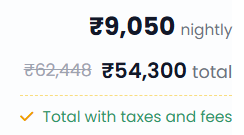 ₹9,050 nightly
₹62,448 ₹54,300 total
Total with taxes and fees